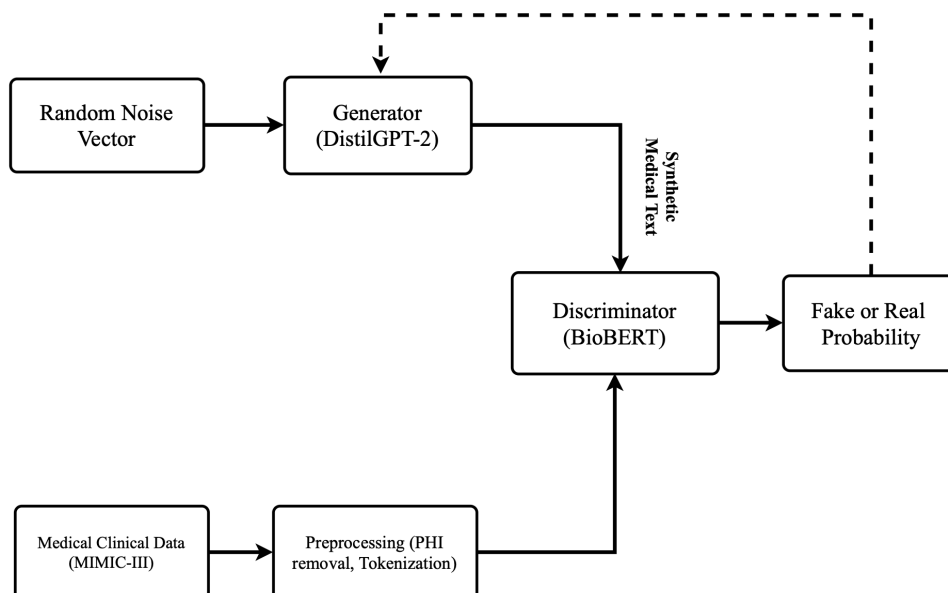 Random Noise
Vector
Generator
(DistilGPT-2)
Synthetic
Medical Text
Discriminator
(BioBERT)
Fake or Real
Probability
Medical Clinical Data
(MIMIC-III)
Preprocessing (PHI
removal, Tokenization)